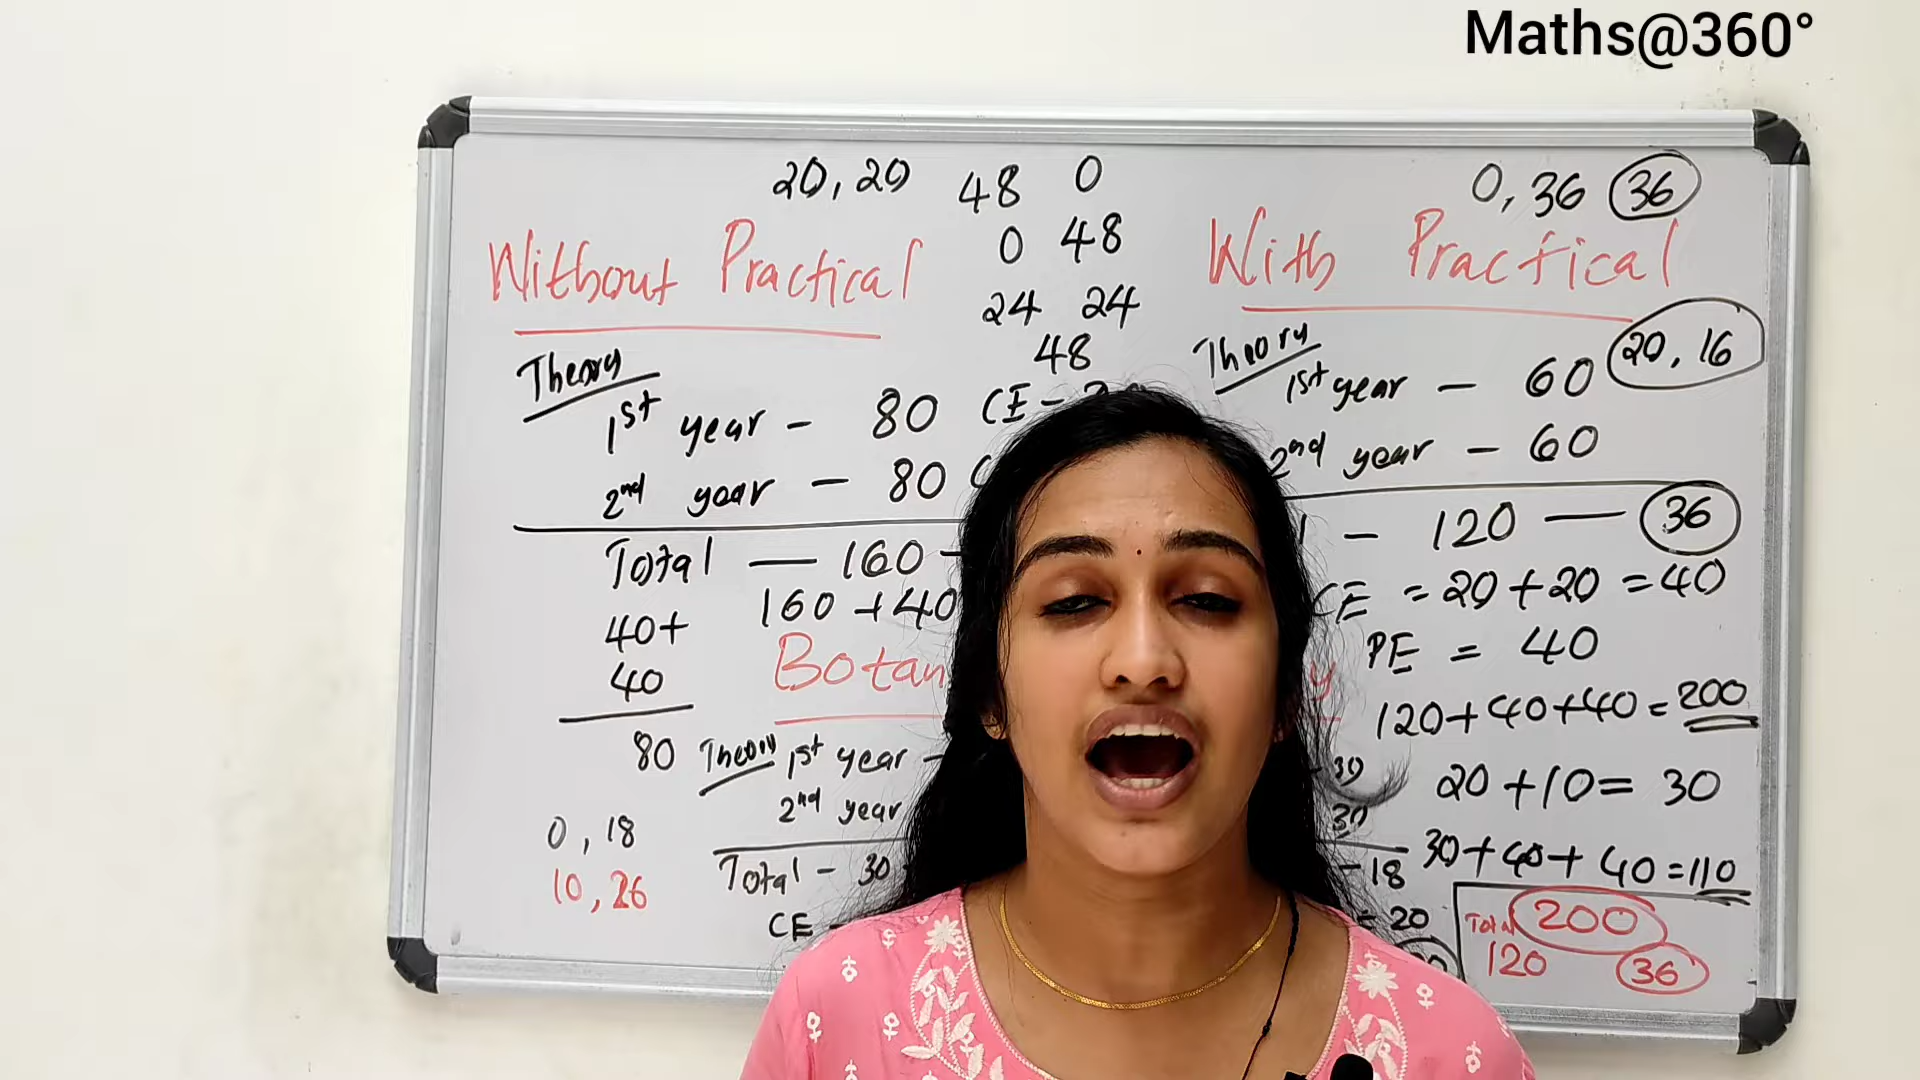 Maths@360°
20, 20 48 0
0 48
24 24
48
Without Practical
Theory
1st year - 80 CE -
2nd year - 80
Total - 160 -
160 + 40
40+
40
80
0, 18
10, 26
Theory 1st year -
2nd year
Total - 30
CE
0, 36 36
With Practical
Theory
1st year - 60 20, 16
2nd year - 60
- 120 - 36
CE = 20 + 20 = 40
PE = 40
120+40+40 = 200
30
20 + 10 = 30
30
- 18
30+40+40=110
= 20
Total 200
120 36